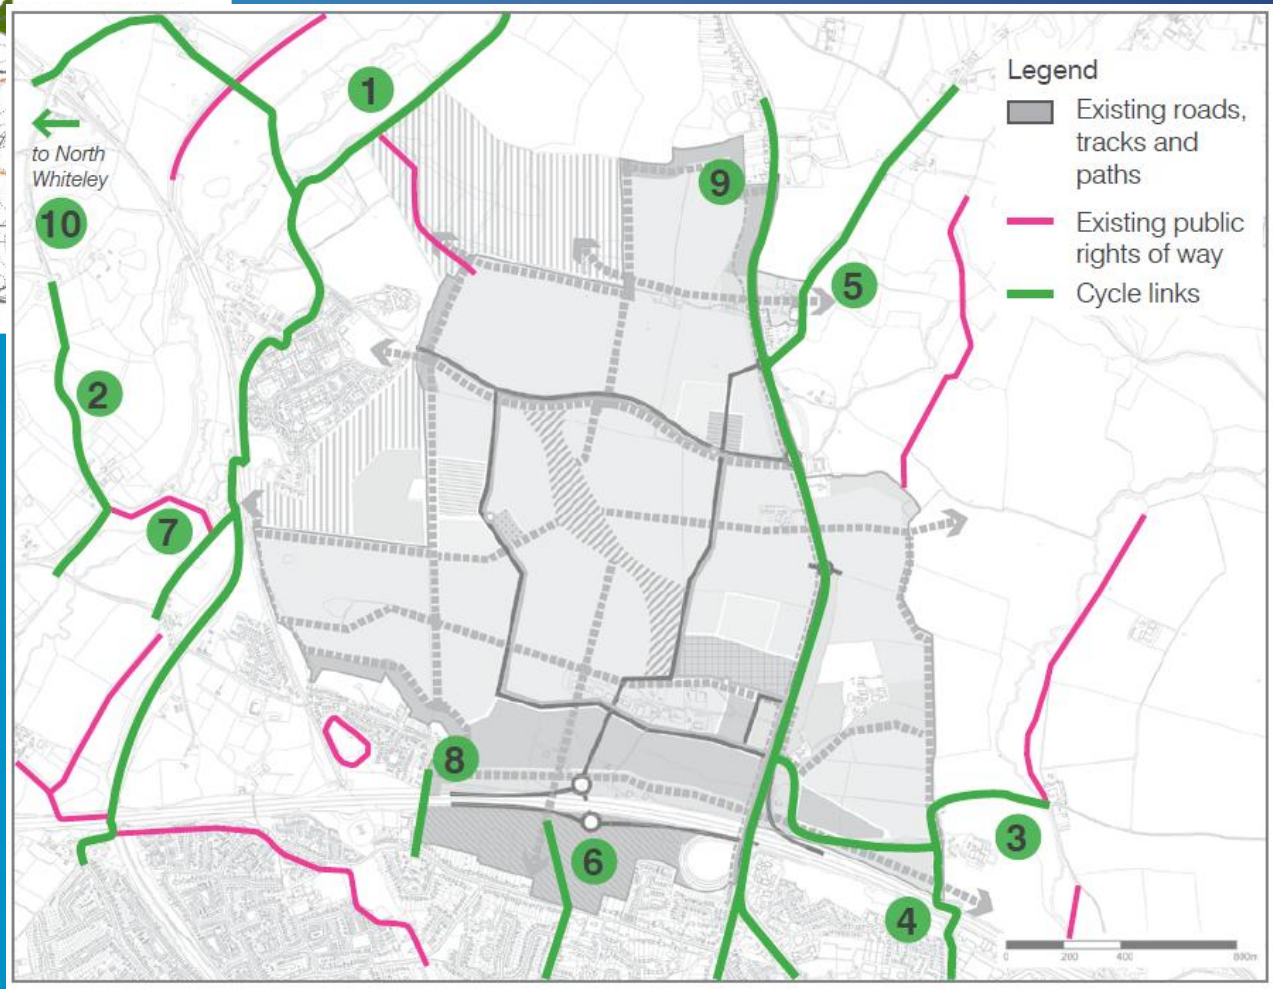 Legend
Existing roads,
tracks and
paths
Existing public
rights of way
Cycle links
1
to North
Whiteley
10
9
5
2
7
8
6
3
4
0
200
400
800m